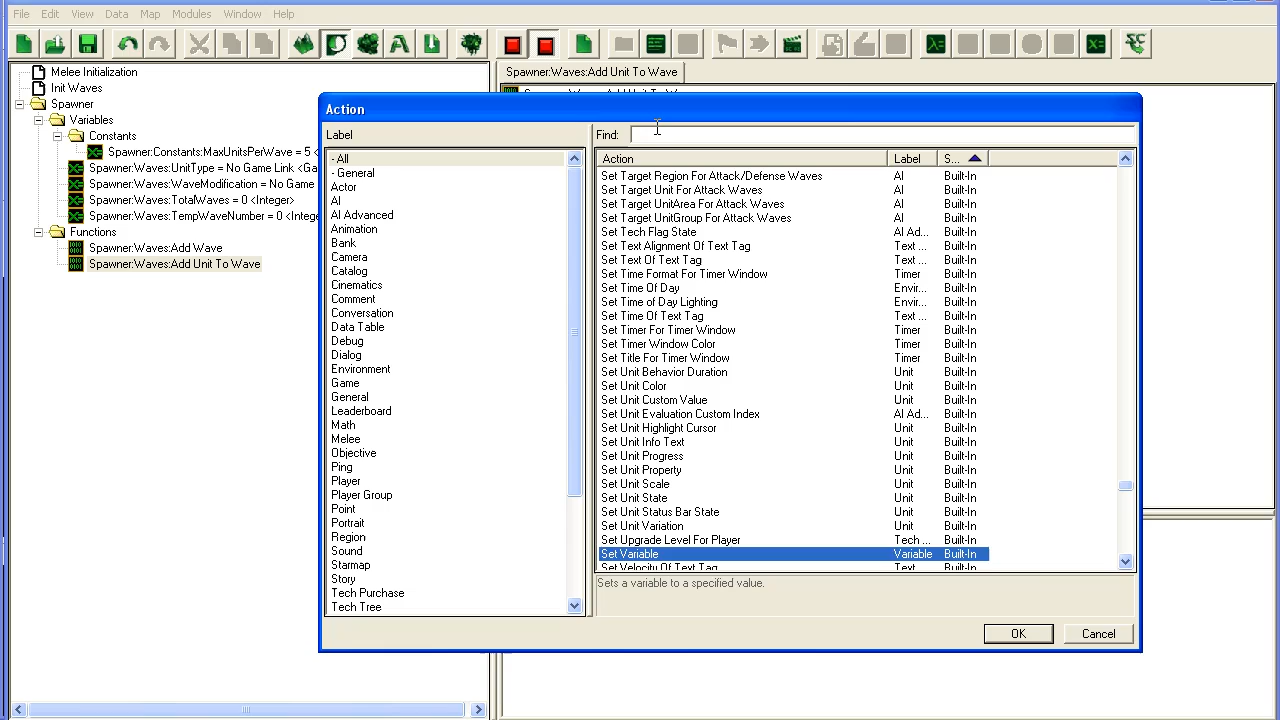 File Edit View Data Map Modules Window Help
Melee Initialization
Init Waves
Spawner
Variables
Constants
Spawner:Constants:MaxUnitsPerWave = 5 <
Spawner:Waves:UnitType = No Game Link <Ga
Spawner:Waves:WaveModification = No Game
Spawner:Waves:TotalWaves = 0 <Integer>
Spawner:Waves:TempWaveNumber = 0 <Intege
Functions
Spawner:Waves:Add Wave
Spawner:Waves:Add Unit To Wave
Spawner:Waves:Add Unit To Wave
Action
Label
- All
- General
Actor
AI
AI Advanced
Animation
Bank
Camera
Catalog
Cinematics
Comment
Conversation
Data Table
Debug
Dialog
Environment
Game
General
Leaderboard
Math
Melee
Objective
Ping
Player
Player Group
Point
Portrait
Region
Sound
Starmap
Story
Tech Purchase
Tech Tree
Find:
Action Label S...
Set Target Region For Attack/Defense Waves AI Built-In
Set Target Unit For Attack Waves AI Built-In
Set Target UnitArea For Attack Waves AI Built-In
Set Target UnitGroup For Attack Waves AI Built-In
Set Tech Flag State AI Ad... Built-In
Set Text Alignment Of Text Tag Text ... Built-In
Set Text Of Text Tag Text ... Built-In
Set Time Format For Timer Window Timer Built-In
Set Time Of Day Envir... Built-In
Set Time of Day Lighting Envir... Built-In
Set Time Of Text Tag Text ... Built-In
Set Timer For Timer Window Timer Built-In
Set Timer Window Color Timer Built-In
Set Title For Timer Window Timer Built-In
Set Unit Behavior Duration Unit Built-In
Set Unit Color Unit Built-In
Set Unit Custom Value Unit Built-In
Set Unit Evaluation Custom Index AI Ad... Built-In
Set Unit Highlight Cursor Unit Built-In
Set Unit Info Text Unit Built-In
Set Unit Progress Unit Built-In
Set Unit Property Unit Built-In
Set Unit Scale Unit Built-In
Set Unit State Unit Built-In
Set Unit Status Bar State Unit Built-In
Set Unit Variation Unit Built-In
Set Upgrade Level For Player Tech ... Built-In
Set Variable Variable Built-In
Set Velocity Of Text Tag Text ... Built-In
Sets a variable to a specified value.
OK Cancel